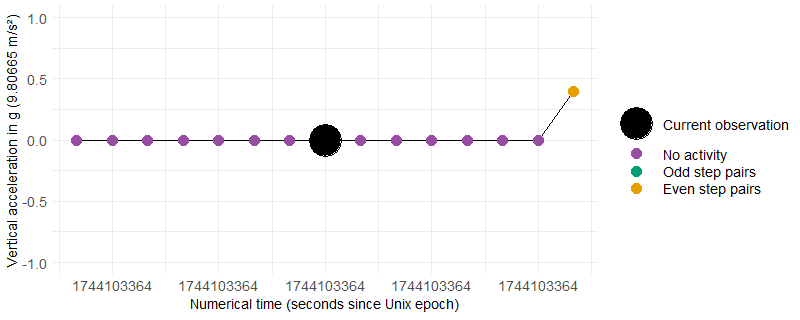 Vertical acceleration in g (9.80665 m/s²)
1.0
0.5
0.0
-0.5
-1.0
1744103364 1744103364 1744103364 1744103364 1744103364
Numerical time (seconds since Unix epoch)
Current observation
No activity
Odd step pairs
Even step pairs